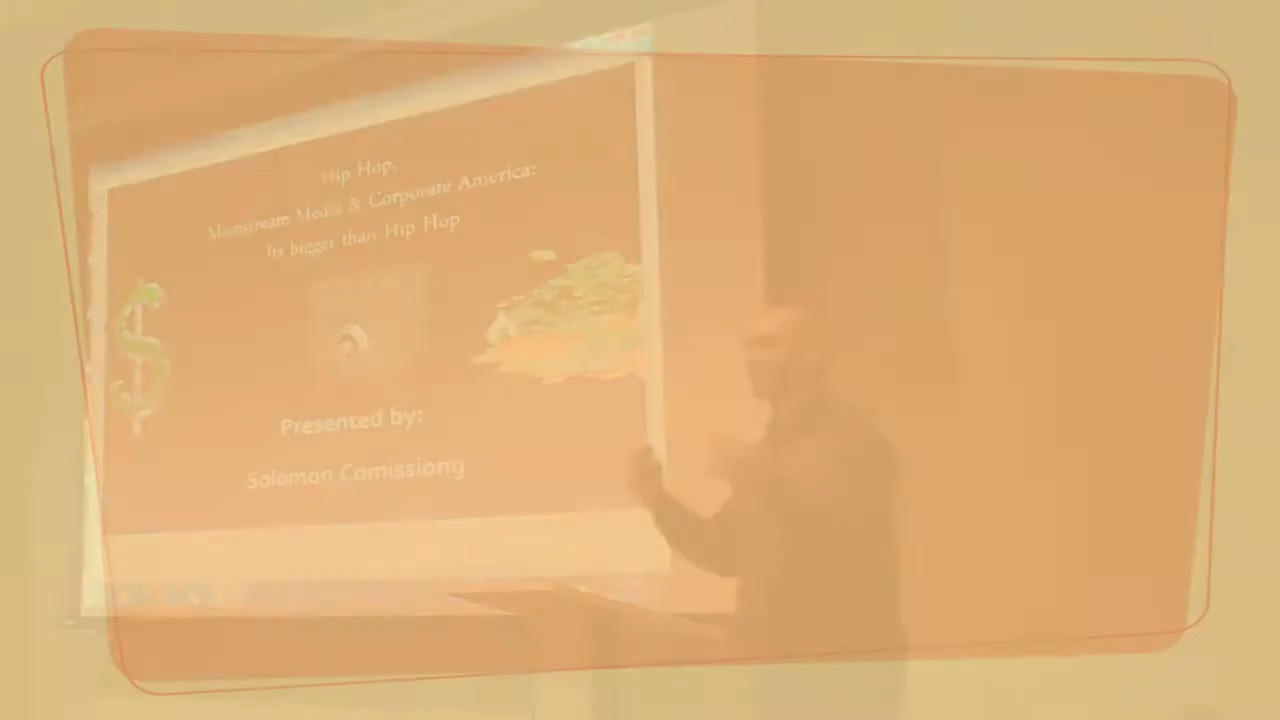 Hip Hop,
Mainstream Media & Corporate America:
Its bigger than Hip Hop
Presented by:
Solomon Comissiong